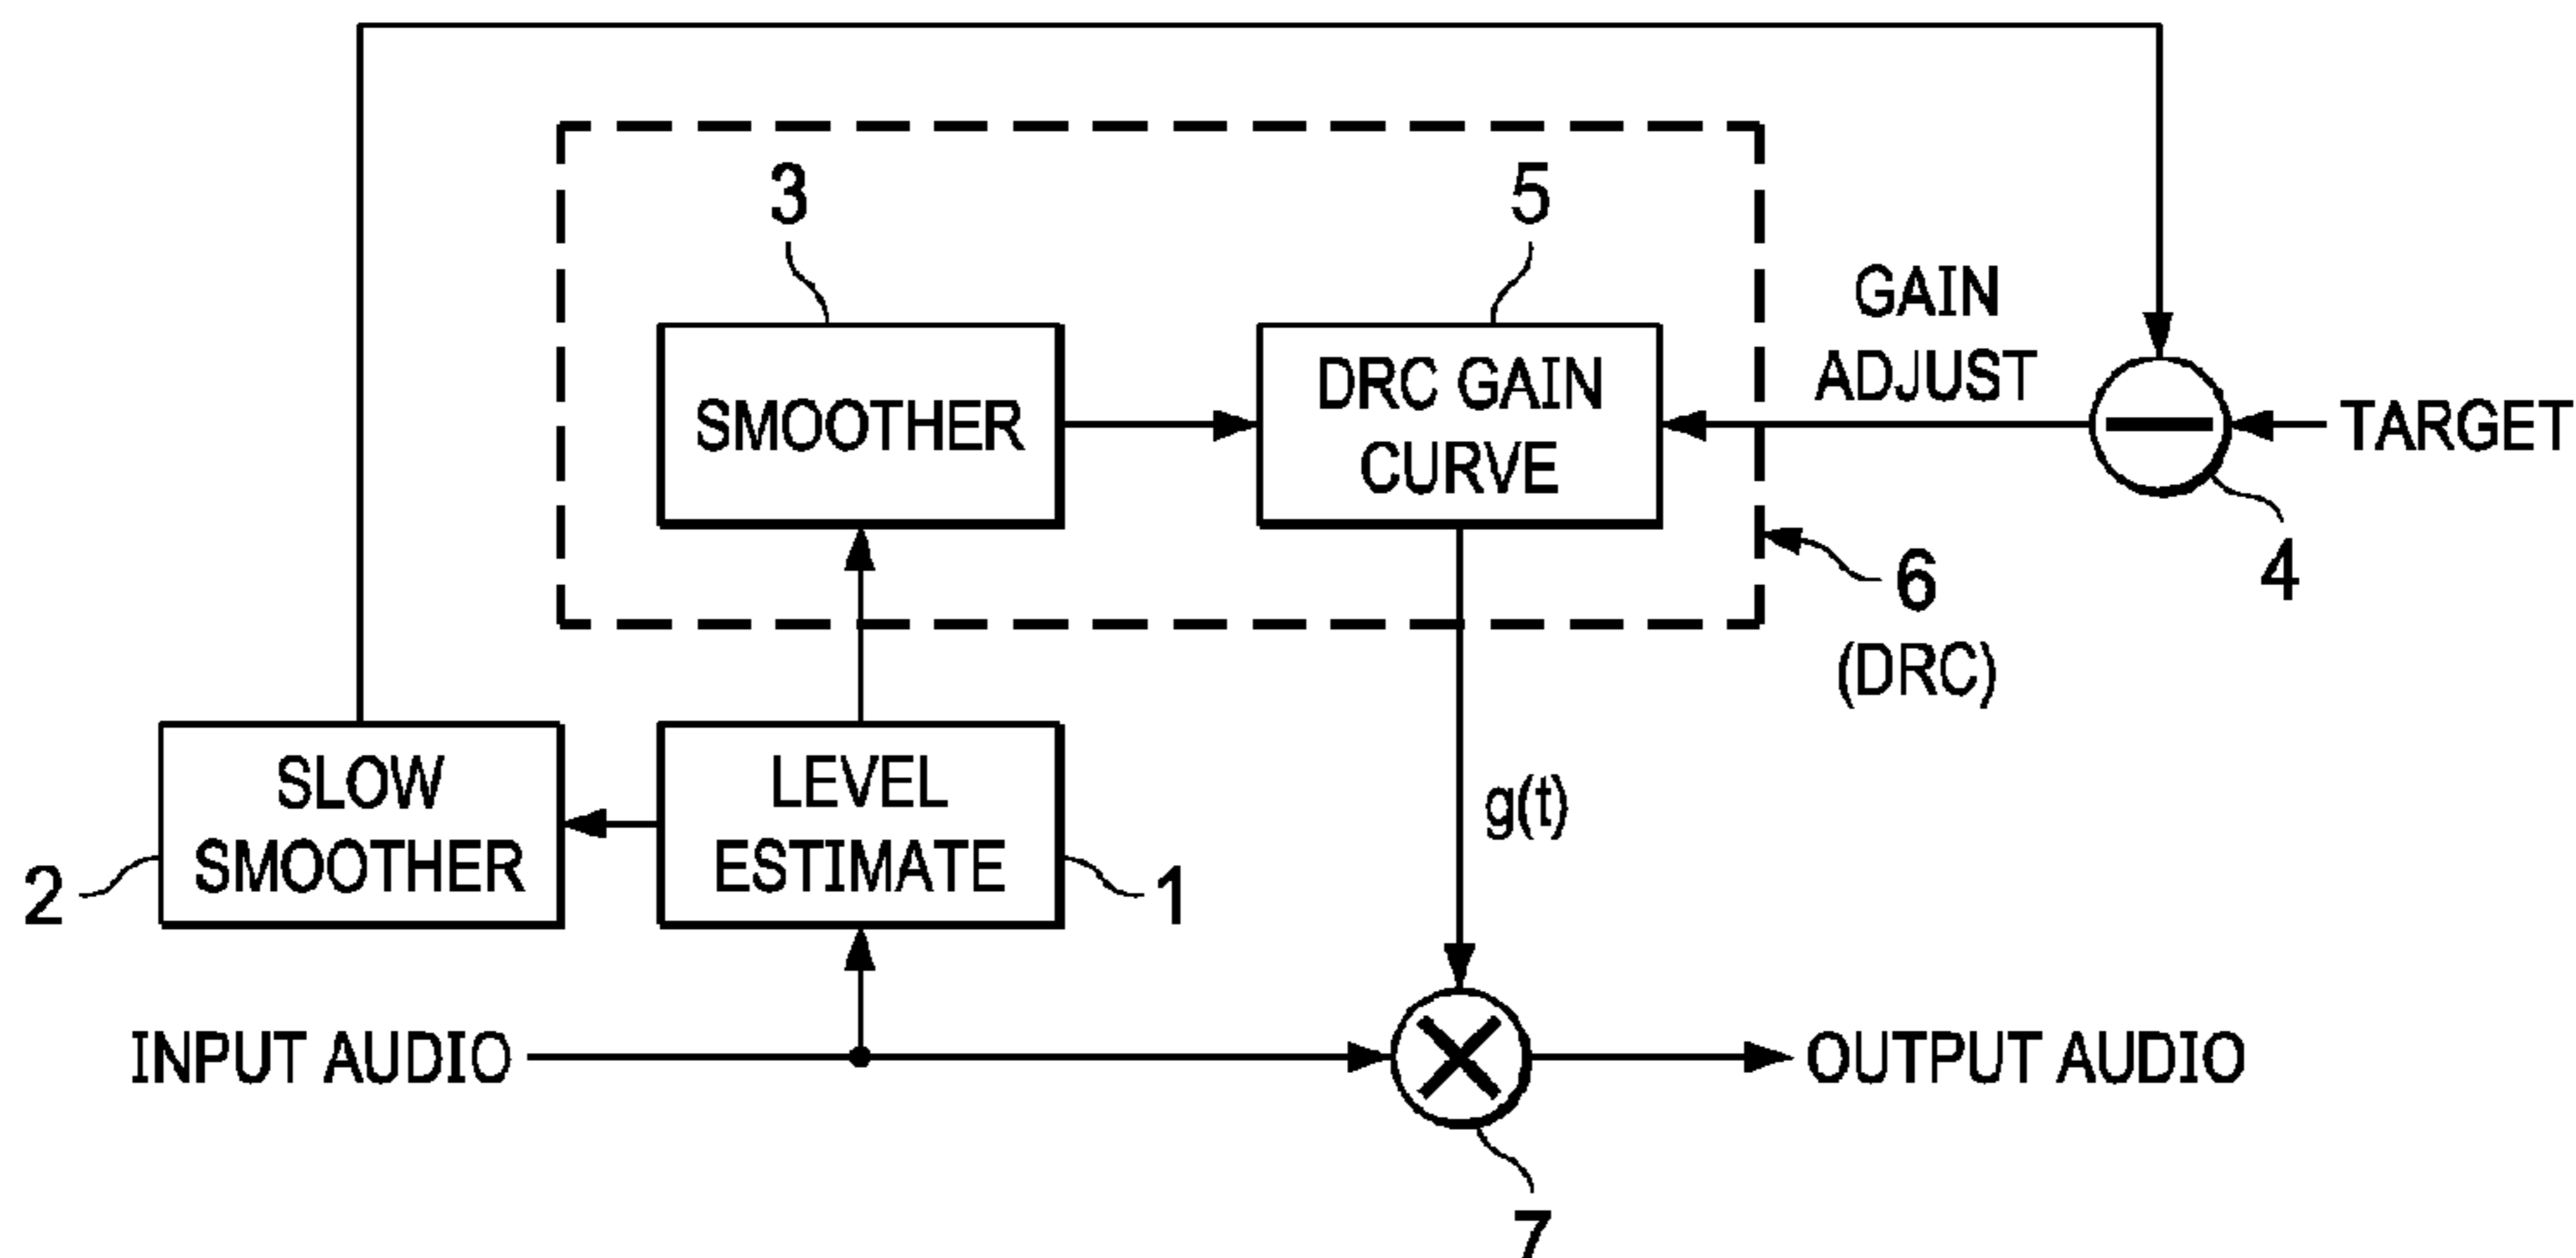 3
5
GAIN
ADJUST
SMOOTHER
DRC GAIN
CURVE
TARGET
4
6
(DRC)
SLOW
SMOOTHER
LEVEL
ESTIMATE
g(t)
2
1
INPUT AUDIO
OUTPUT AUDIO
7